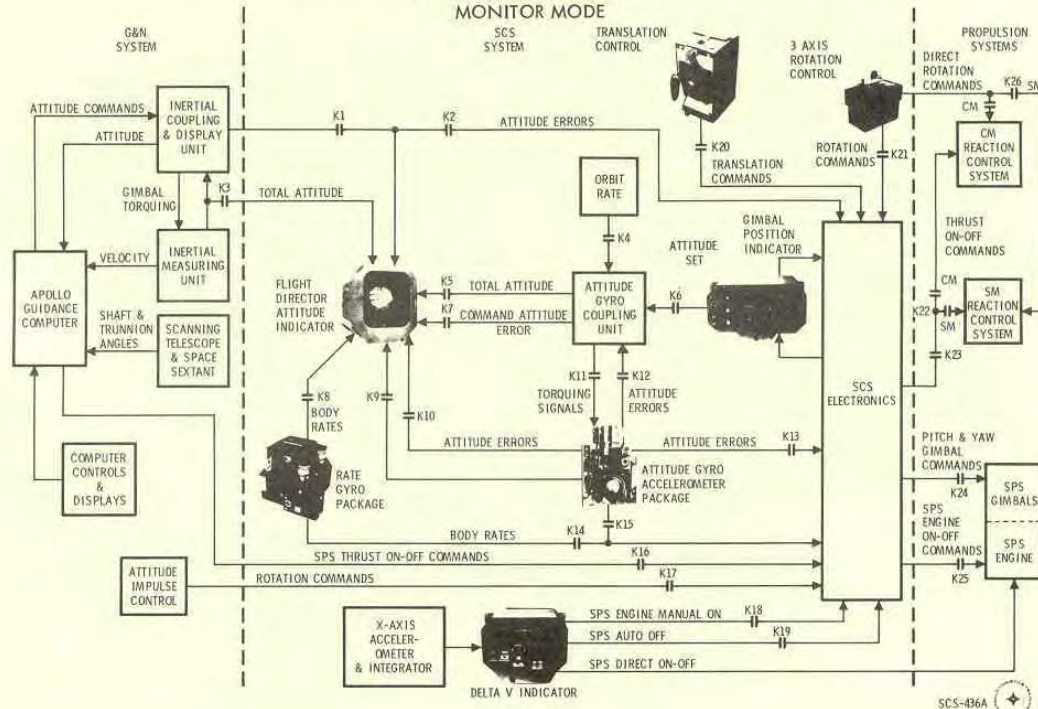 MONITOR MODE
G&N
SYSTEM
SCS
SYSTEM
TRANSLATION
CONTROL
3 AXIS
ROTATION
CONTROL
PROPULSION
SYSTEMS
DIRECT
ROTATION
COMMANDS
K26
SM
CM
CM
REACTION
CONTROL
SYSTEM
ATTITUDE COMMANDS
ATTITUDE
INERTIAL
COUPLING
& DISPLAY
UNIT
K1
K2
ATTITUDE ERRORS
K20
TRANSLATION
COMMANDS
ROTATION
COMMANDS
K21
GIMBAL
TORQUING
K3
TOTAL ATTITUDE
ORBIT
RATE
K4
GIMBAL
POSITION
INDICATOR
THRUST
ON-OFF
COMMANDS
VELOCITY
INERTIAL
MEASURING
UNIT
APOLLO
GUIDANCE
COMPUTER
FLIGHT
DIRECTOR
ATTITUDE
INDICATOR
K5
TOTAL ATTITUDE
K7
COMMAND ATTITUDE
ERROR
ATTITUDE
GYRO
COUPLING
UNIT
ATTITUDE
SET
K6
CM
K22
SM
SM
REACTION
CONTROL
SYSTEM
K23
SHAFT &
TRUNNION
ANGLES
SCANNING
TELESCOPE
& SPACE
SEXTANT
K8
BODY
RATES
K9
K10
K11
TORQUING
SIGNALS
K12
ATTITUDE
ERRORS
SCS
ELECTRONICS
ATTITUDE ERRORS
ATTITUDE ERRORS
K13
COMPUTER
CONTROLS
& DISPLAYS
RATE
GYRO
PACKAGE
ATTITUDE GYRO
ACCELEROMETER
PACKAGE
PITCH & YAW
GIMBAL
COMMANDS
K24
SPS
GIMBALS
K14
K15
BODY RATES
SPS
ENGINE
ON-OFF
COMMANDS
K25
SPS
ENGINE
SPS THRUST ON-OFF COMMANDS
K16
ATTITUDE
IMPULSE
CONTROL
ROTATION COMMANDS
K17
X-AXIS
ACCELER-
OMETER
& INTEGRATOR
SPS ENGINE MANUAL ON
K18
SPS AUTO OFF
K19
SPS DIRECT ON-OFF
DELTA V INDICATOR
SCS-436A